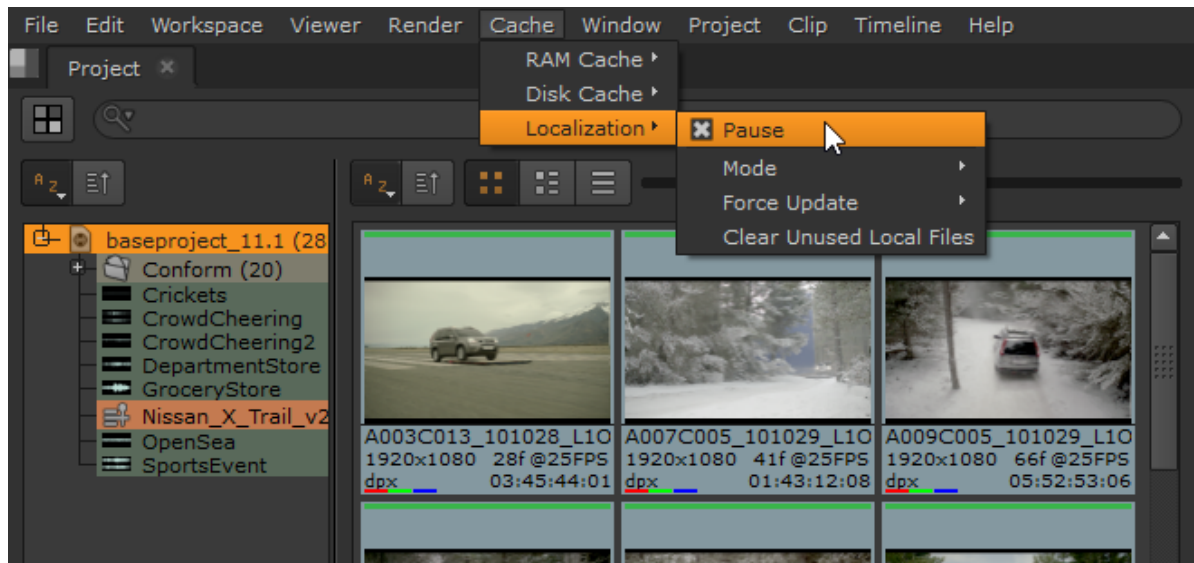 File Edit Workspace Viewer Render Cache Window Project Clip Timeline Help
Project
RAM Cache
Disk Cache
Localization
Pause
Mode
Force Update
Clear Unused Local Files
A Z
A Z
baseproject_11.1 (28
Conform (20)
Crickets
CrowdCheering
CrowdCheering2
DepartmentStore
GroceryStore
Nissan_X_Trail_v2
OpenSea
SportsEvent
A003C013_101028_L1O
1920x1080 28f@25FPS
dpx 03:45:44:01
A007C005_101029_L1O
1920x1080 41f@25FPS
dpx 01:43:12:08
A009C005_101029_L1O
1920x1080 66f@25FPS
dpx 05:52:53:06